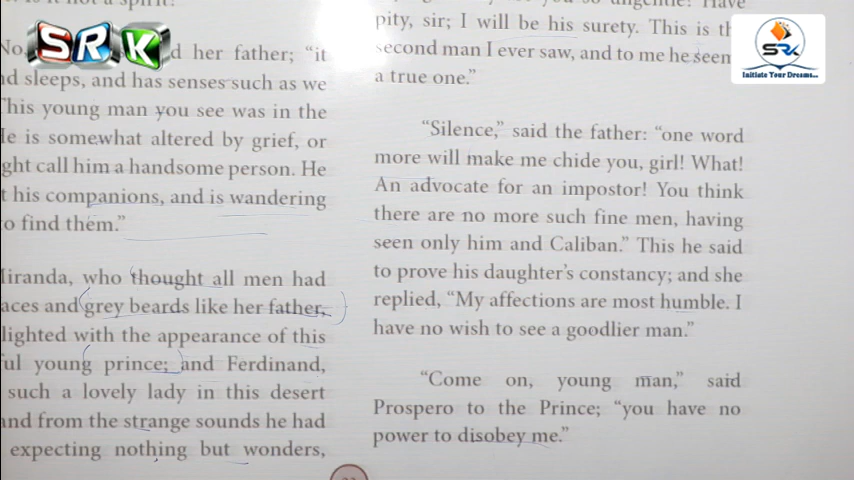 SRK
SRK
Initiate Your Dreams..
her father; "it
sleeps, and has senses such as we
This young man you see was in the
He is somewhat altered by grief, or
call him a handsome person. He
his companions, and is wandering
to find them."
Miranda, who thought all men had
and grey beards like her father,
with the appearance of this
young prince; and Ferdinand,
such a lovely lady in this desert
and from the strange sounds he had
expecting nothing but wonders,
pity, sir; I will be his surety. This is
second man I ever saw, and to me he
a true one."
"Silence," said the father: "one word
more will make me chide you, girl! What!
An advocate for an impostor! You think
there are no more such fine men, having
seen only him and Caliban." This he said
to prove his daughter's constancy; and she
replied, "My affections are most humble. I
have no wish to see a goodlier man."
"Come on, young man," said
Prospero to the Prince; "you have no
power to disobey me."